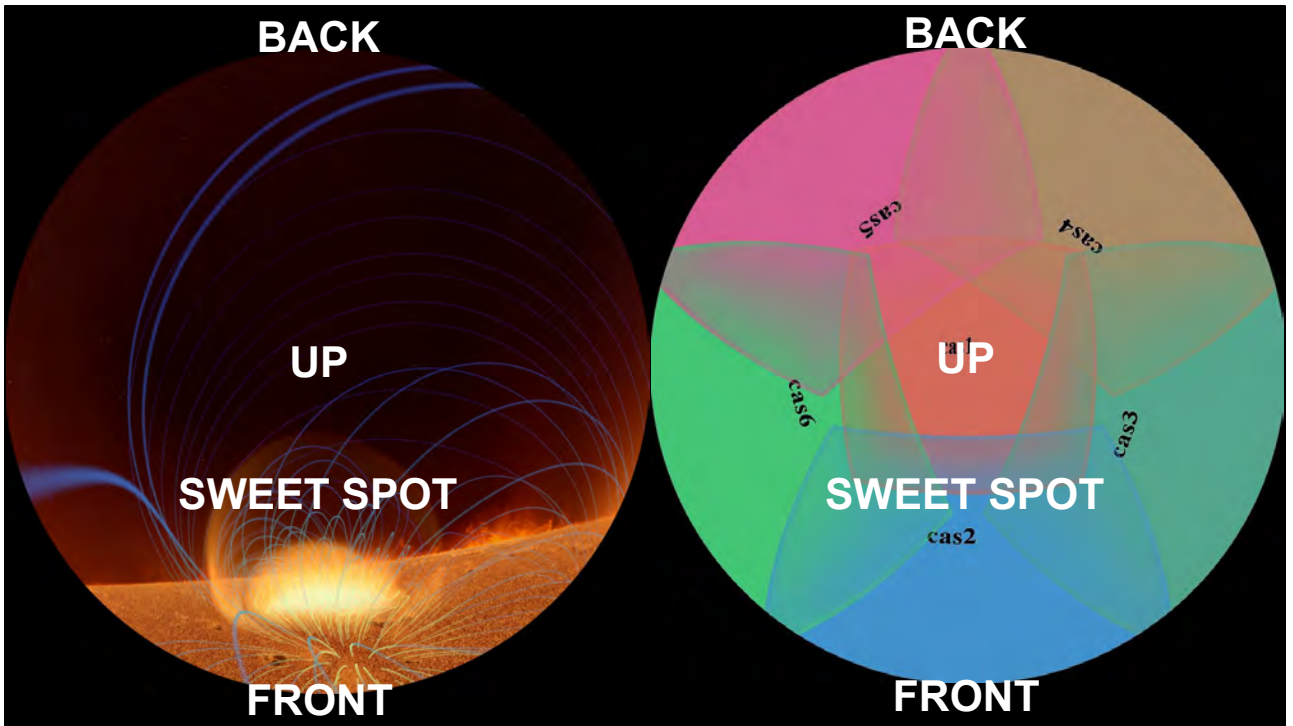 BACK
UP
SWEET SPOT
FRONT
BACK
cas5
cas4
UP
cas6
cas3
SWEET SPOT
cas2
FRONT